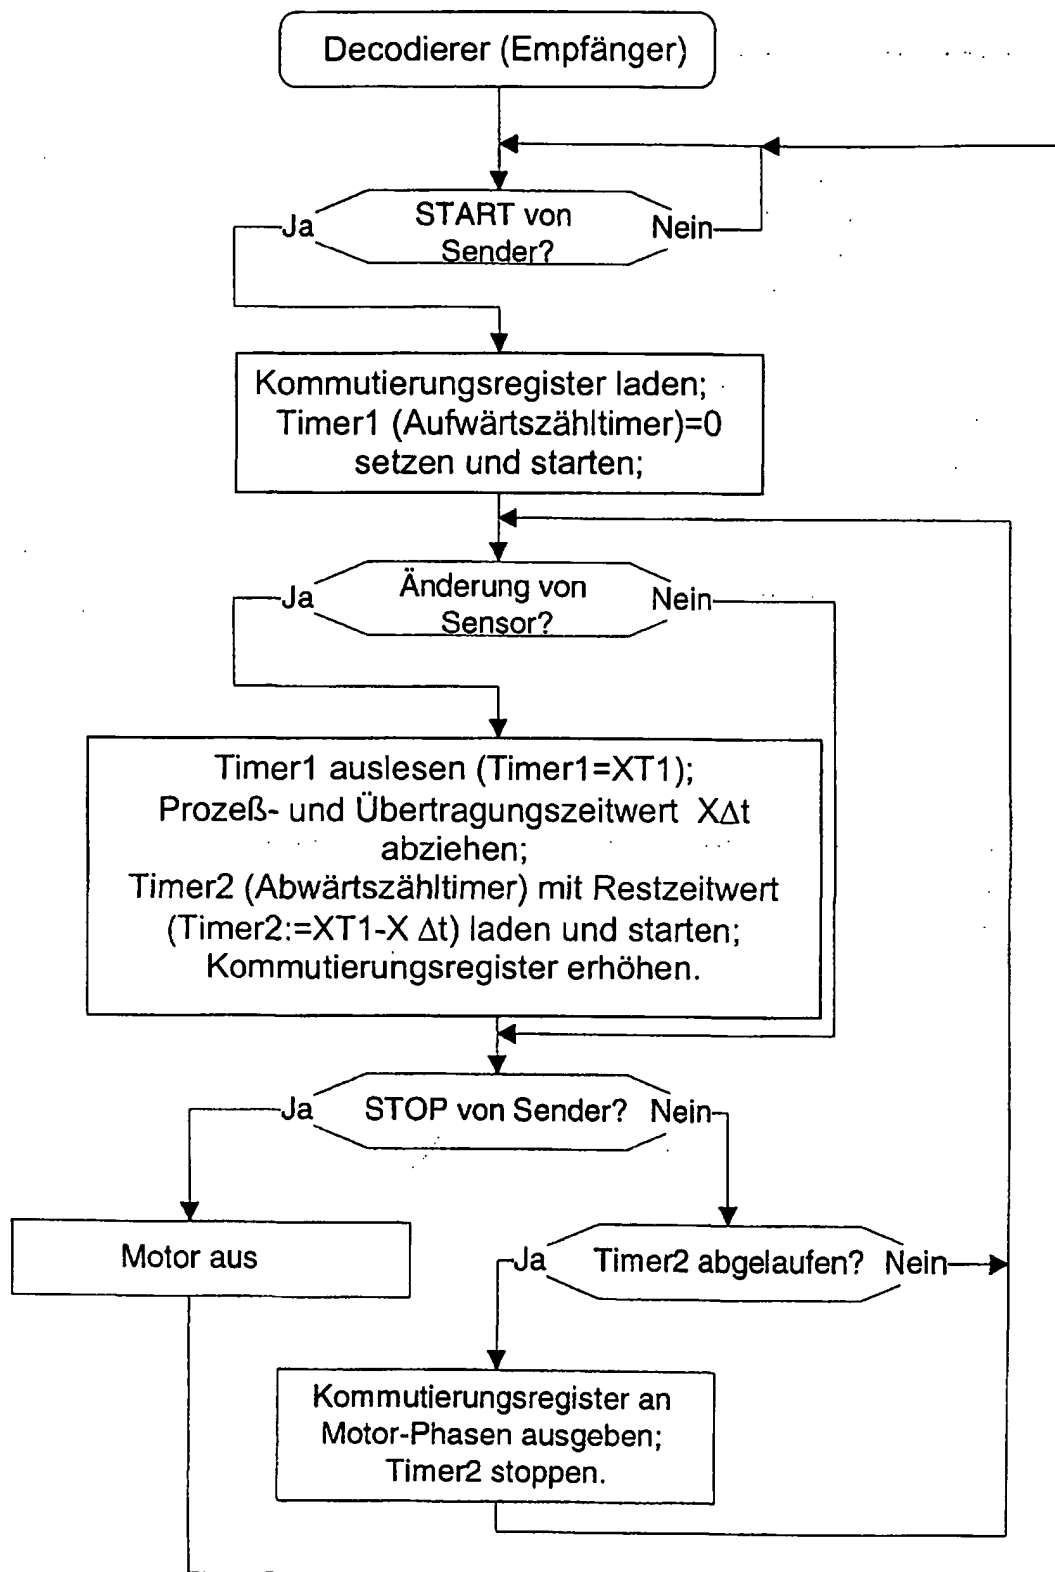 Decodierer (Empfänger)
START von
Sender?
Ja
Nein
Kommutierungsregister laden;
Timer1 (Aufwärtszähltimer)=0
setzen und starten;
Änderung von
Sensor?
Ja
Nein
Timer1 auslesen (Timer1=XT1);
Prozeß- und Übertragungszeitwert XΔt
abziehen;
Timer2 (Abwärtszähltimer) mit Restzeitwert
(Timer2:=XT1-X Δt) laden und starten;
Kommutierungsregister erhöhen.
Ja
STOP von Sender?
Nein
Motor aus
Ja
Timer2 abgelaufen?
Nein
Kommutierungsregister an
Motor-Phasen ausgeben;
Timer2 stoppen.